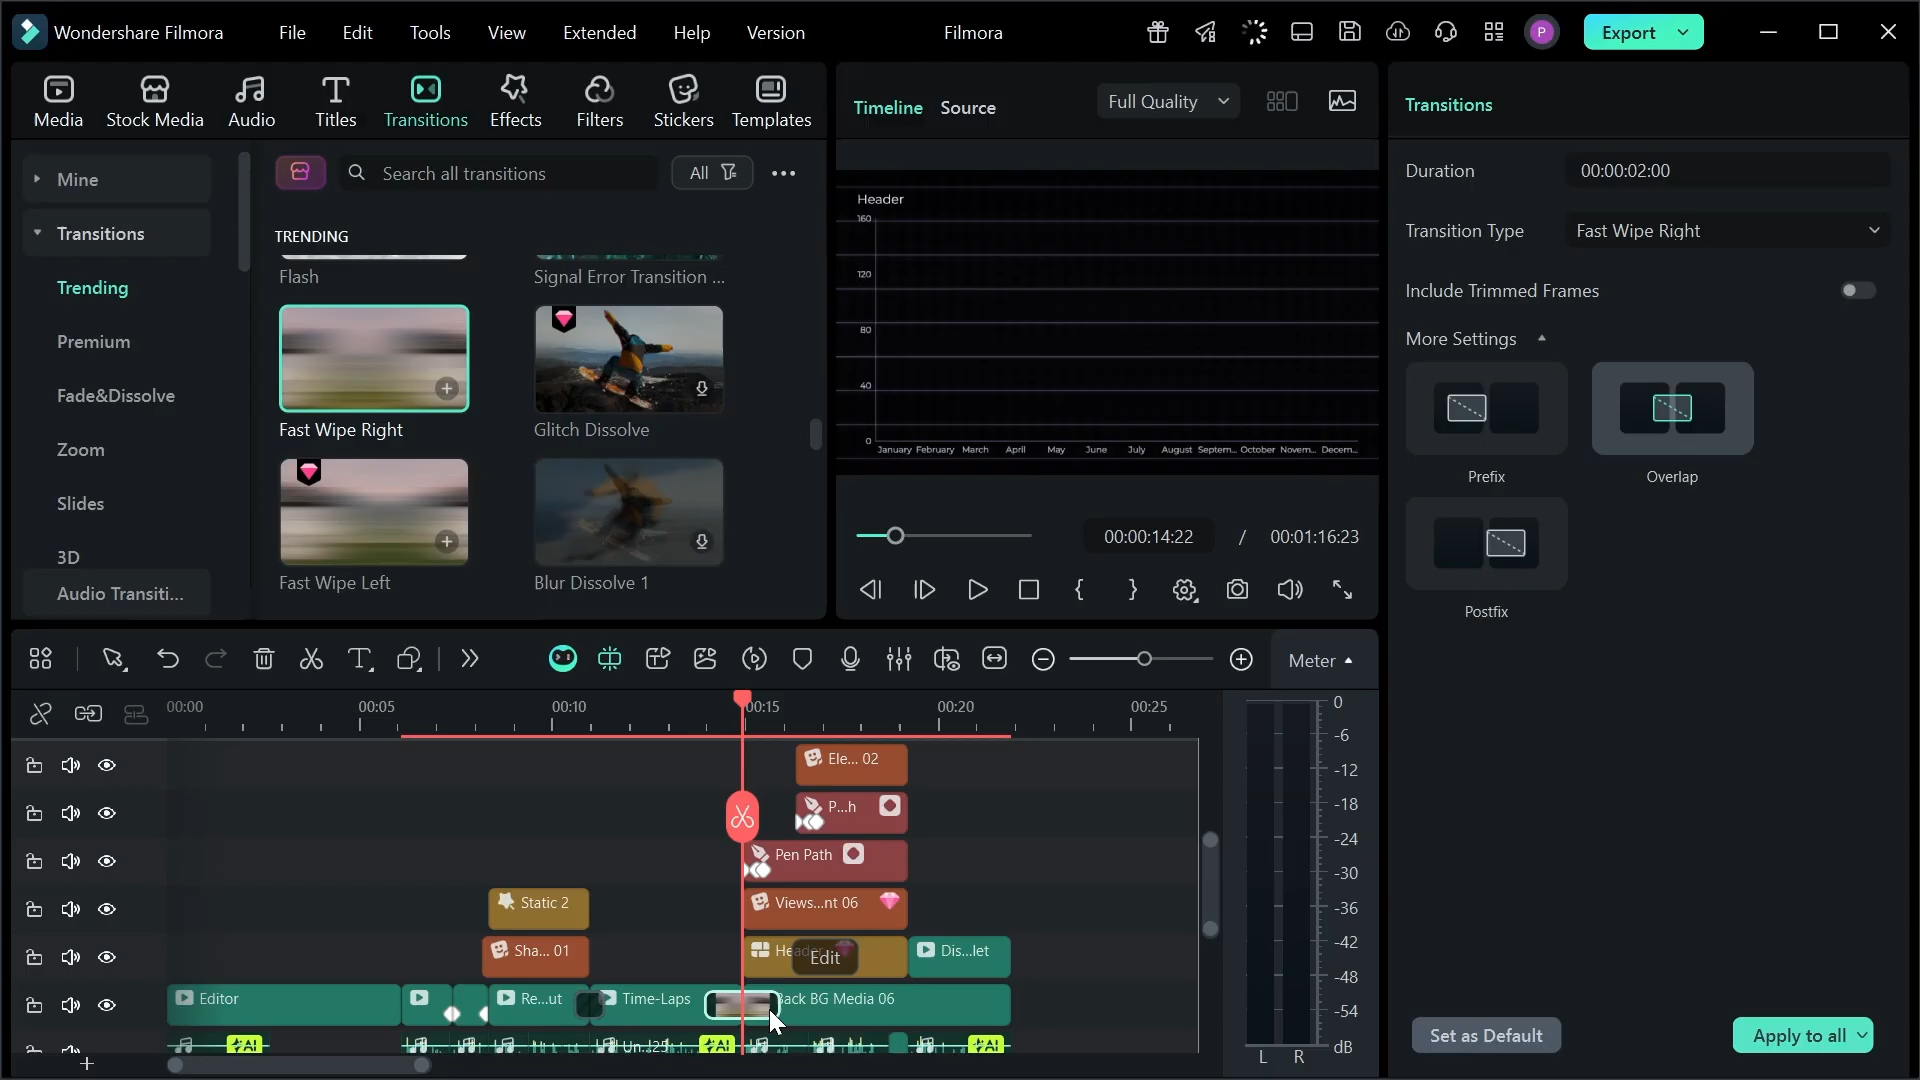 Wondershare Filmora
File
Edit
Tools
View
Extended
Help
Version
Filmora
P
Export
Media
Stock Media
Audio
Titles
Transitions
Effects
Filters
Stickers
Templates
Mine
Transitions
Trending
Premium
Fade&Dissolve
Zoom
Slides
3D
Audio Transiti...
Search all transitions
All
TRENDING
Flash
Signal Error Transition ...
Fast Wipe Right
Glitch Dissolve
Fast Wipe Left
Blur Dissolve 1
Timeline
Source
Full Quality
Header
160
120
80
40
0
January February March April May June July August Septem... October Novem... Decem...
00:00:14:22 / 00:01:16:23
{ }
Transitions
Duration
00:00:02:00
Transition Type
Fast Wipe Right
Include Trimmed Frames
More Settings
Prefix
Overlap
Postfix
Set as Default
Apply to all
Meter
00:00
00:05
00:10
00:15
00:20
00:25
Ele... 02
P...h
Pen Path
Static 2
Views...nt 06
Sha... 01
Edit
Dis...let
Editor
Re...ut
Time-Laps
Back BG Media 06
AI
Un...25
AI
AI
0
-6
-12
-18
-24
-30
-36
-42
-48
-54
dB
L R